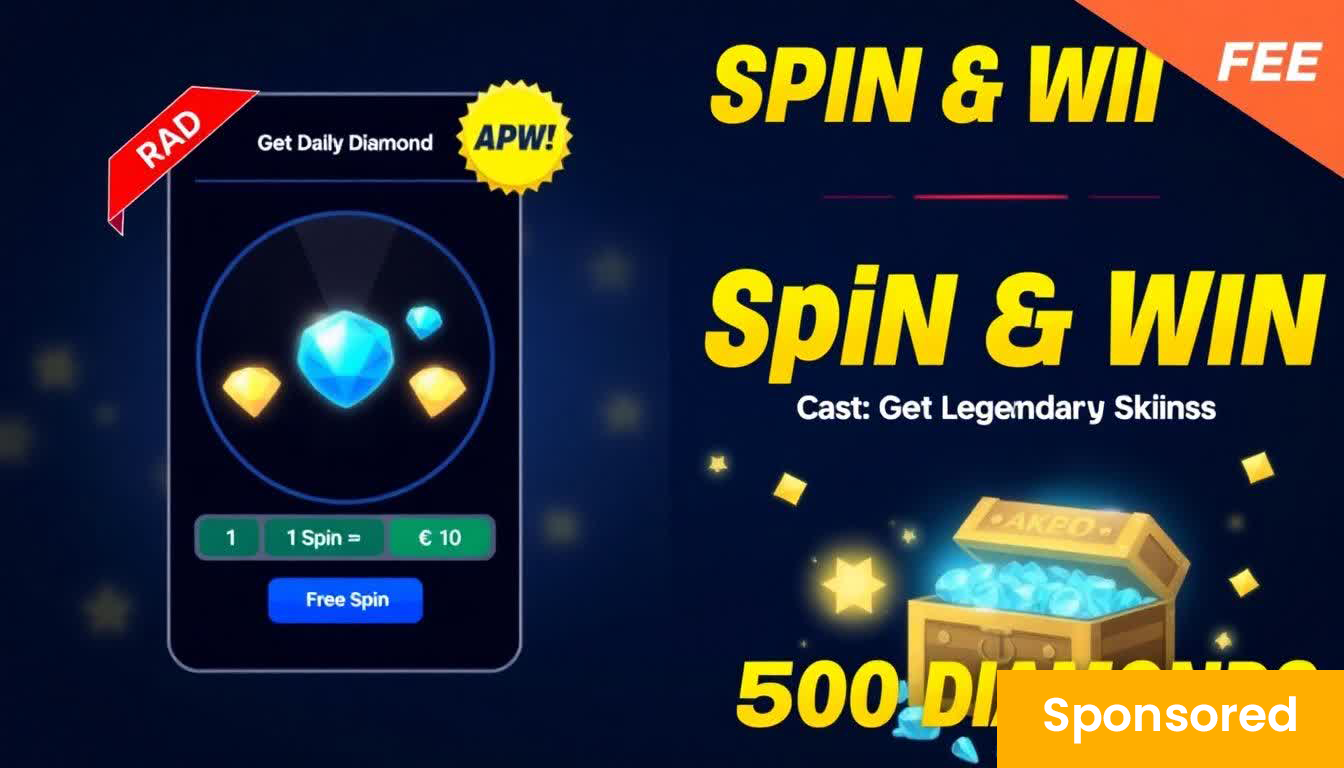 RAD
Get Daily Diamond
APW!
1
1 Spin =
€ 10
Free Spin
SPIN & WII
FEE
SpiN & WIN
Cast: Get Legendary Skiinss
AKPO
500
Sponsored